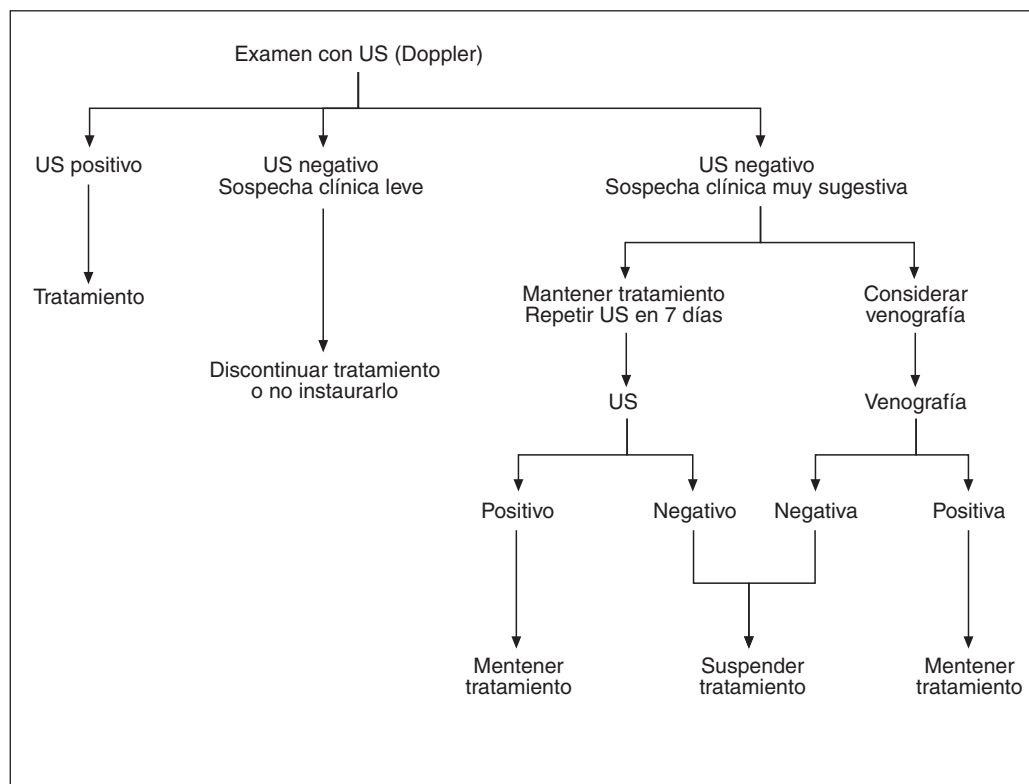 Examen con US (Doppler)
US positivo
US negativo
Sospecha clínica leve
US negativo
Sospecha clínica muy sugestiva
Tratamiento
Mantener tratamiento
Repetir US en 7 días
Considerar
venografía
Discontinuar tratamiento
o no instaurarlo
US
Venografía
Positivo
Negativo
Negativa
Positiva
Mentener
tratamiento
Suspender
tratamiento
Mentener
tratamiento